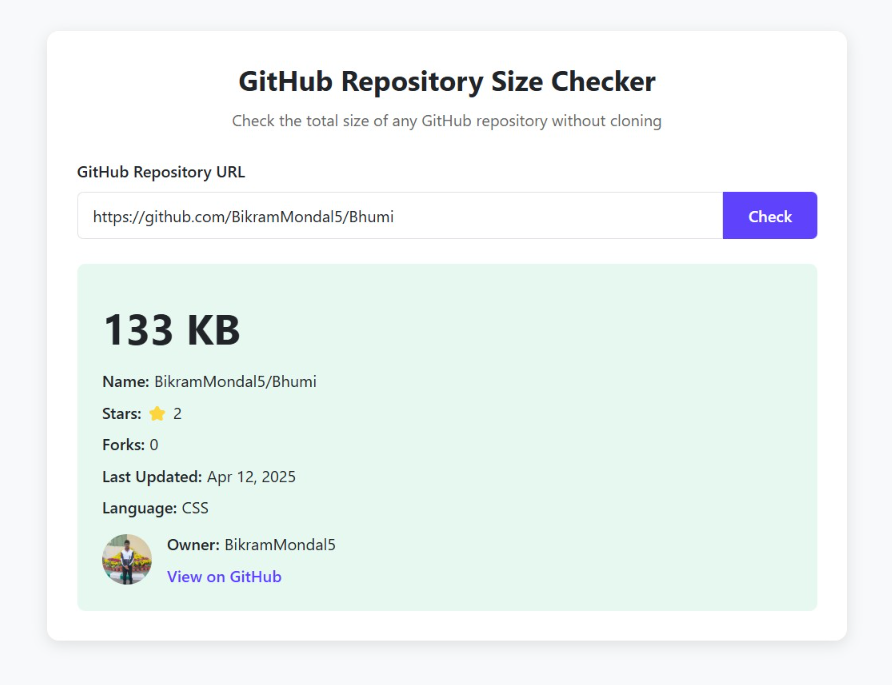 GitHub Repository Size Checker
Check the total size of any GitHub repository without cloning
GitHub Repository URL
https://github.com/BikramMondal5/Bhumi
Check
133 KB
Name: BikramMondal5/Bhumi
Stars: ⭐ 2
Forks: 0
Last Updated: Apr 12, 2025
Language: CSS
Owner: BikramMondal5
View on GitHub